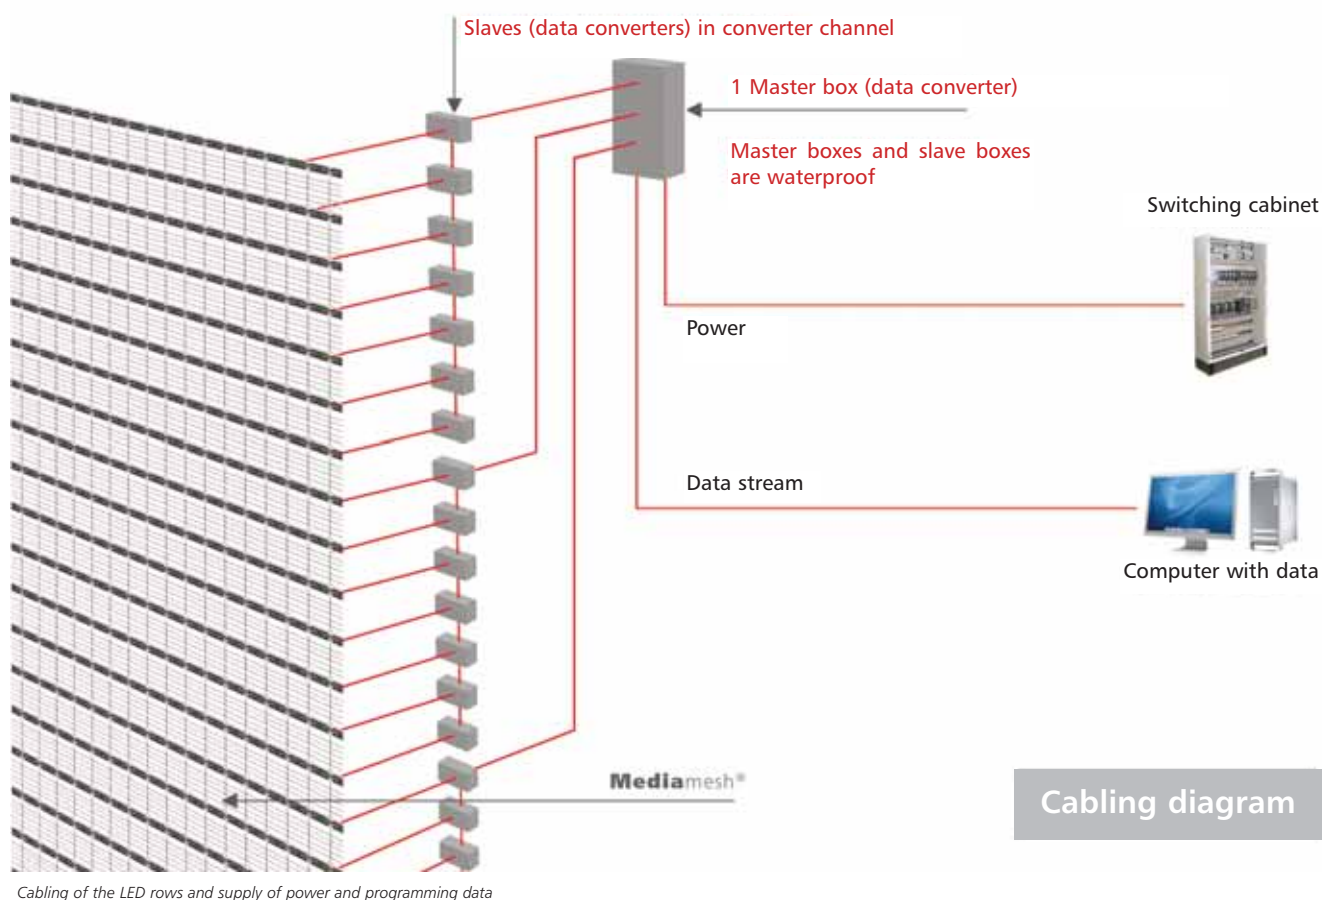 Slaves (data converters) in converter channel
1 Master box (data converter)
Master boxes and slave boxes
are waterproof
Switching cabinet
Power
Data stream
Computer with data
Mediamesh®
Cabling diagram
Cabling of the LED rows and supply of power and programming data